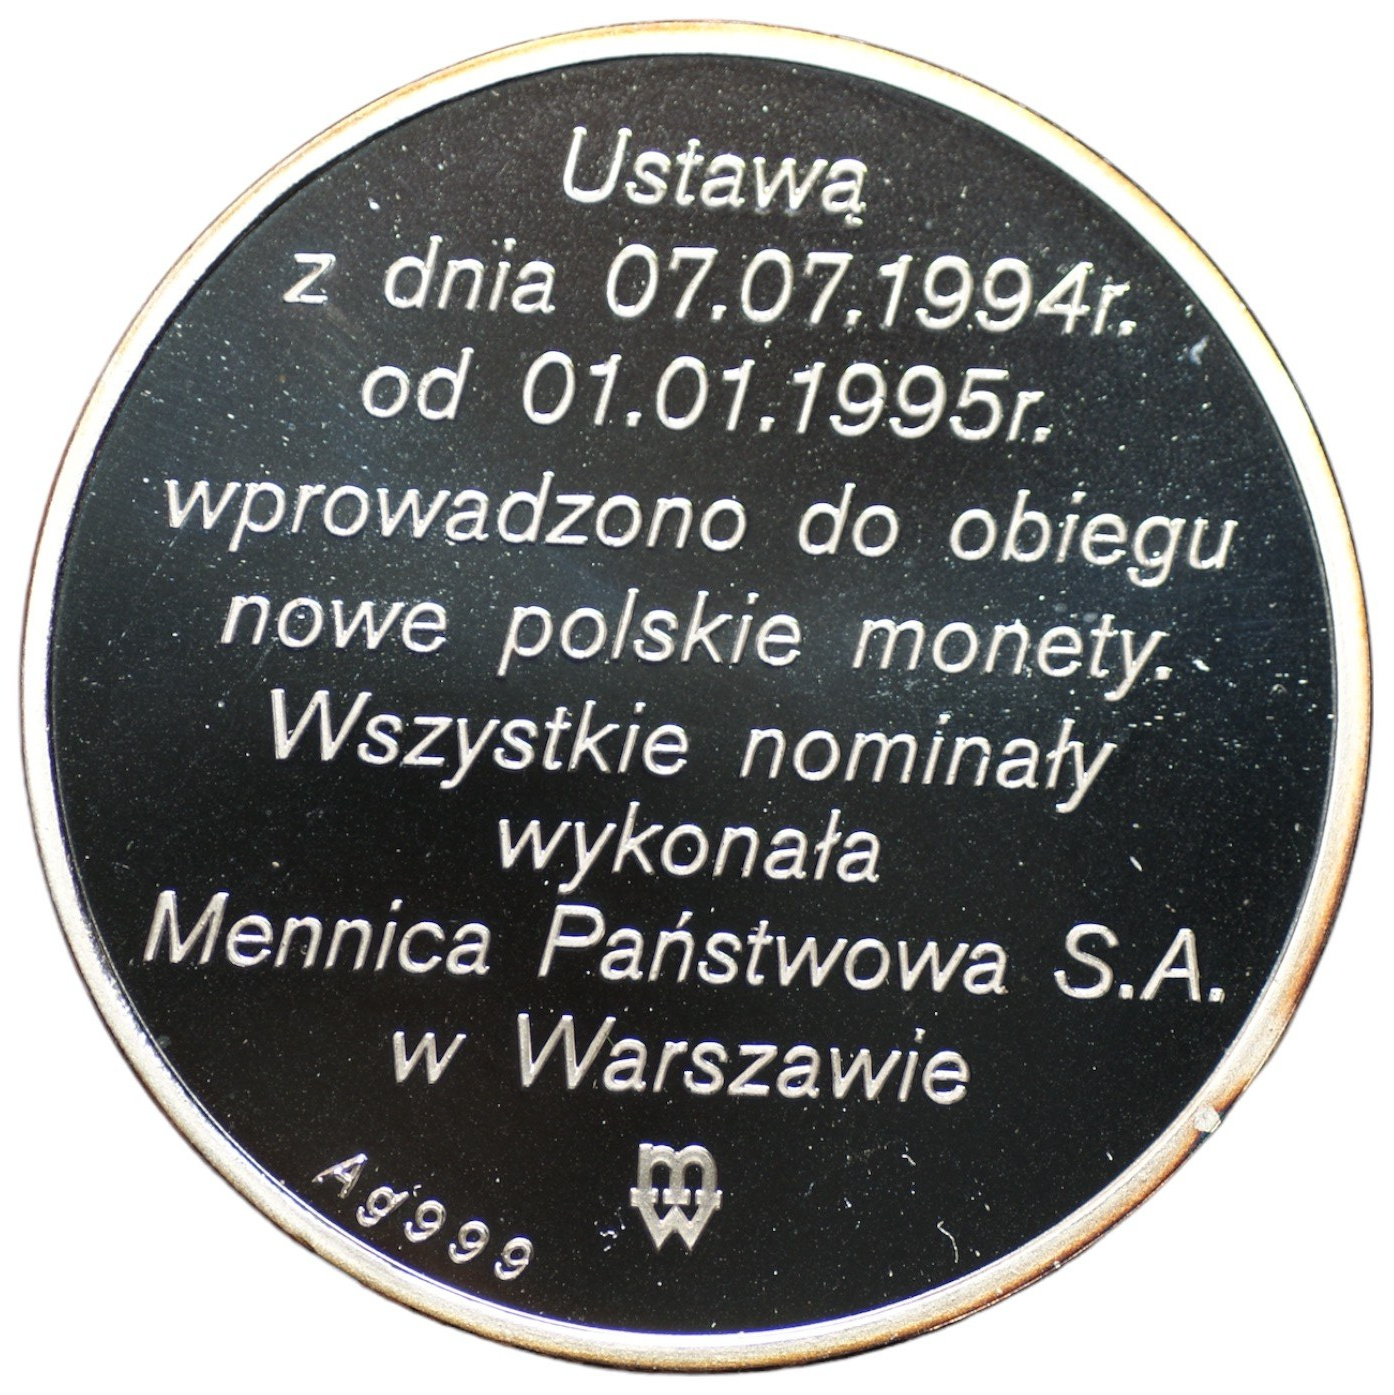 Ustawą
z dnia 07.07.1994r.
od 01.01.1995r.
wprowadzono do obiegu
nowe polskie monety.
Wszystkie nominały
wykonała
Mennica Państwowa S.A.
w Warszawie
mw
Ag999